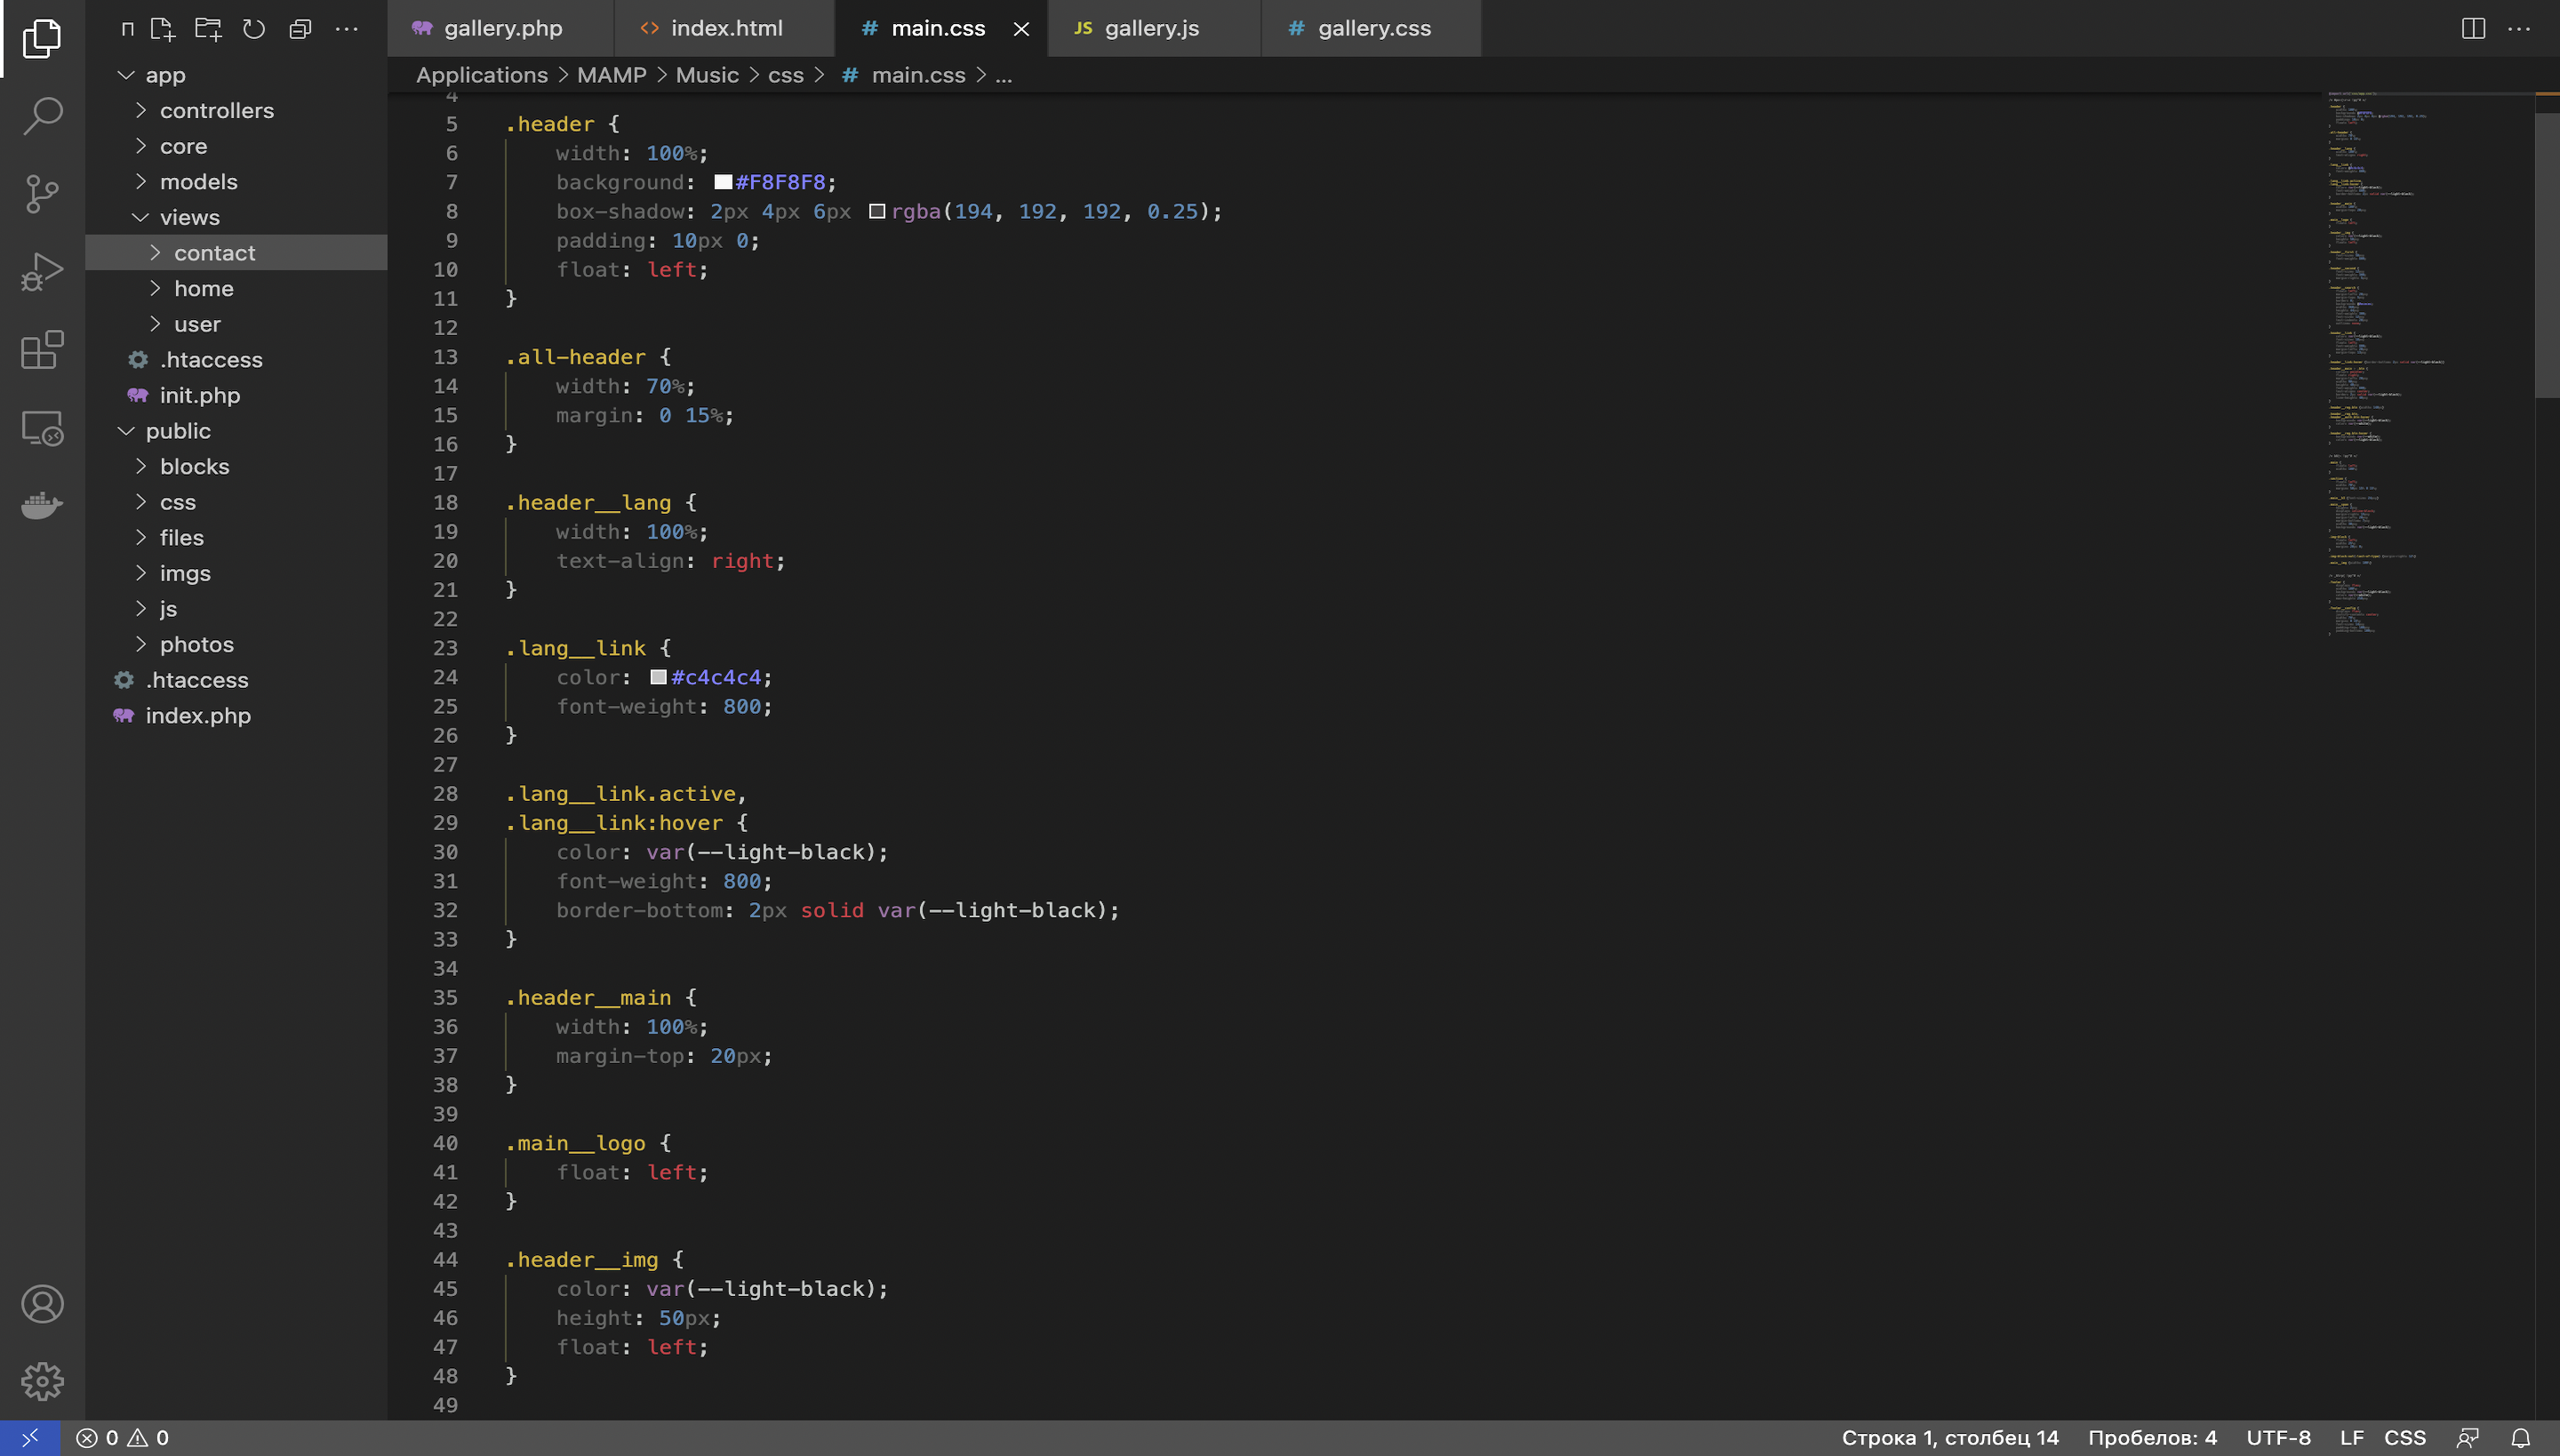 п
gallery.php
index.html
main.css
JS gallery.js
gallery.css
Applications > MAMP > Music > css > # main.css > ...
app
controllers
core
models
views
contact
home
user
.htaccess
init.php
public
blocks
css
files
imgs
js
photos
.htaccess
index.php
4
5 .header {
6 width: 100%;
7 background: #F8F8F8;
8 box-shadow: 2px 4px 6px rgba(194, 192, 192, 0.25);
9 padding: 10px 0;
10 float: left;
11 }
12
13 .all-header {
14 width: 70%;
15 margin: 0 15%;
16 }
17
18 .header__lang {
19 width: 100%;
20 text-align: right;
21 }
22
23 .lang__link {
24 color: #c4c4c4;
25 font-weight: 800;
26 }
27
28 .lang__link.active,
29 .lang__link:hover {
30 color: var(--light-black);
31 font-weight: 800;
32 border-bottom: 2px solid var(--light-black);
33 }
34
35 .header__main {
36 width: 100%;
37 margin-top: 20px;
38 }
39
40 .main__logo {
41 float: left;
42 }
43
44 .header__img {
45 color: var(--light-black);
46 height: 50px;
47 float: left;
48 }
49
0 0
Строка 1, столбец 14 Пробелов: 4 UTF-8 LF CSS